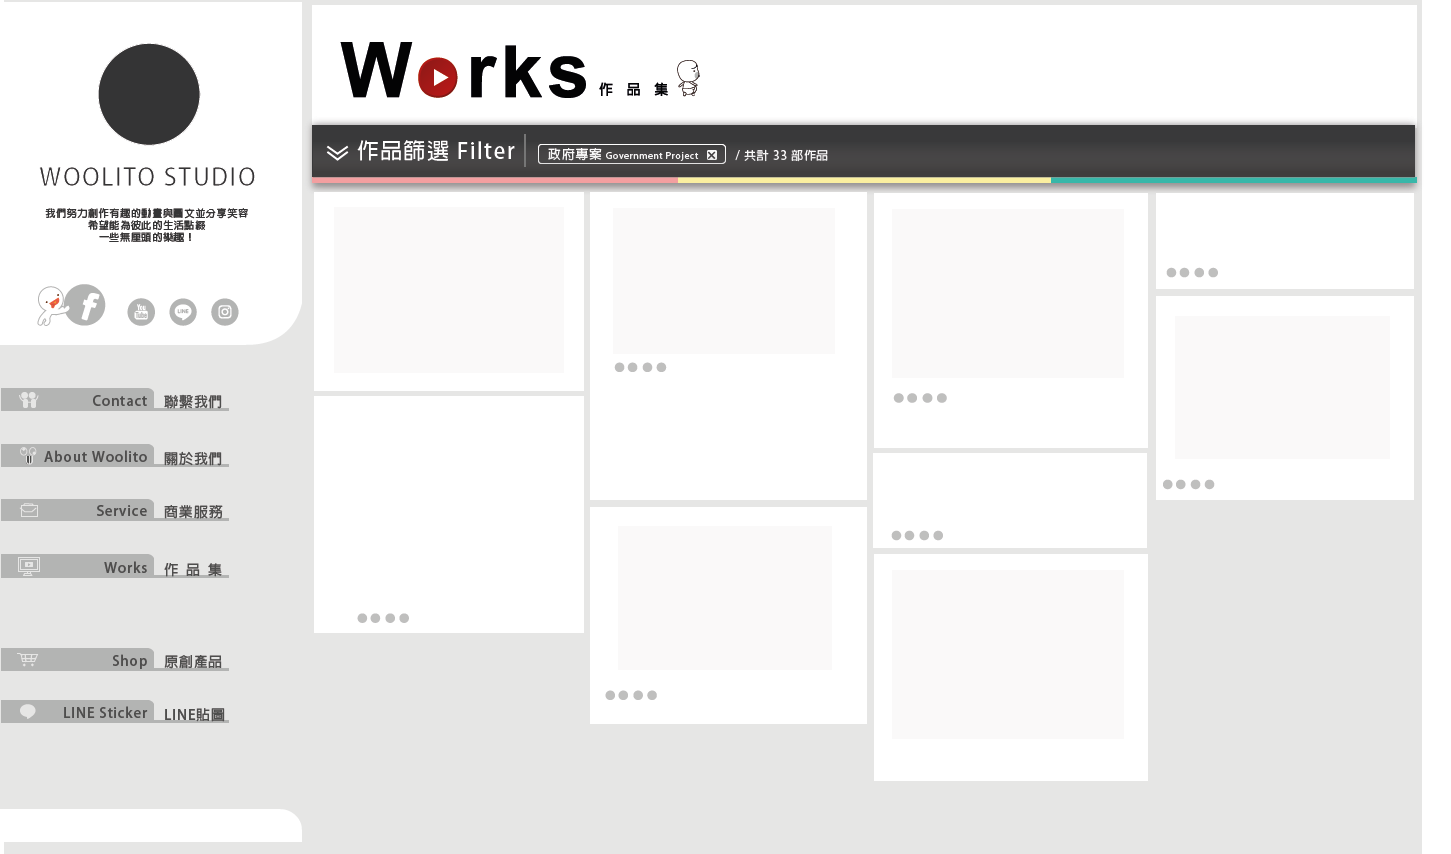 WOOLITO STUDIO
我們努力創作有趣的動畫與圖文並分享笑容
希望能為彼此的生活點綴
一些無厘頭的樂趣！
f
You
Tube
LINE
Contact 聯繫我們
About Woolito 關於我們
Service 商業服務
Works 作品集
Shop 原創產品
LINE Sticker LINE貼圖
Works 作品集
作品篩選 Filter 政府專案 Government Project / 共計 33 部作品